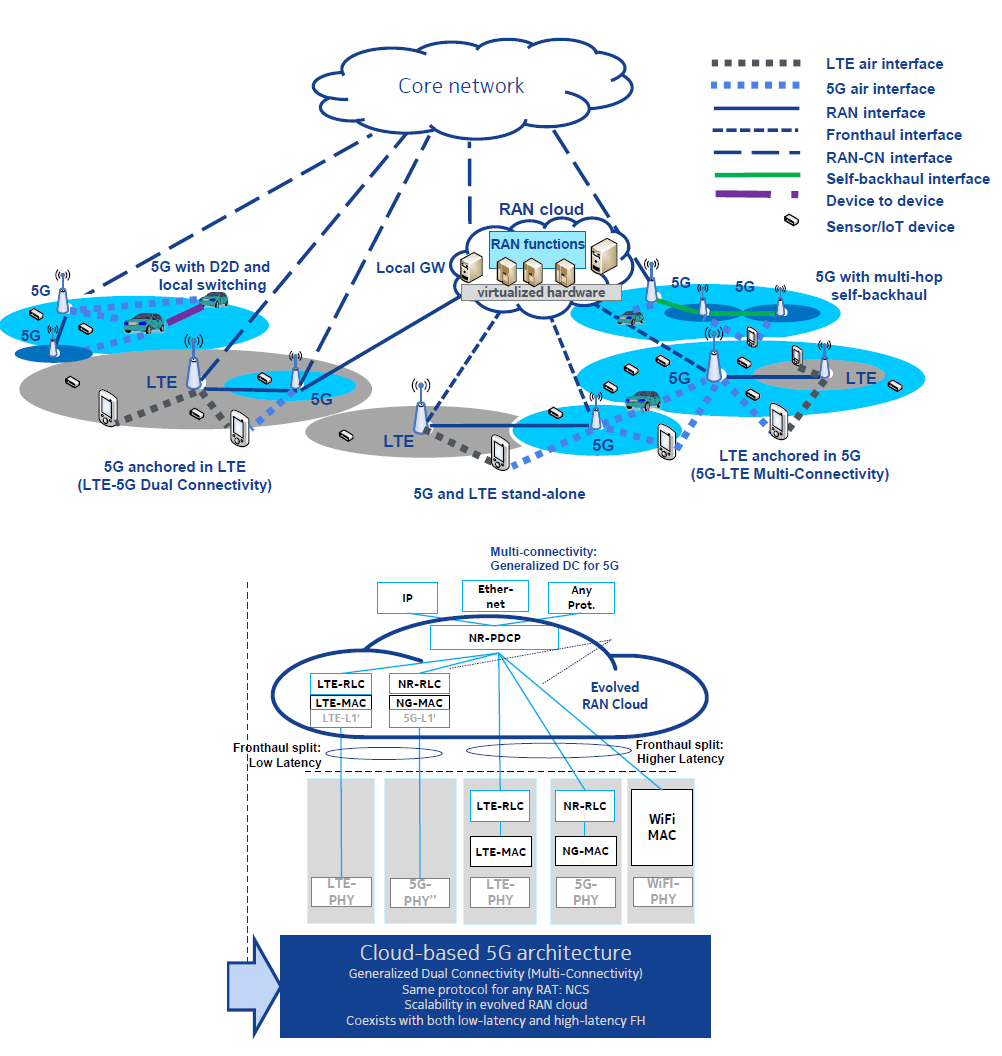 Core network
LTE air interface
5G air interface
RAN interface
Fronthaul interface
RAN-CN interface
Self-backhaul interface
Device to device
Sensor/IoT device
RAN cloud
RAN functions
Local GW
virtualized hardware
5G with D2D and
local switching
5G
5G
LTE
5G
5G anchored in LTE
(LTE-5G Dual Connectivity)
LTE
5G
5G and LTE stand-alone
5G
5G
5G with multi-hop
self-backhaul
5G
LTE
LTE anchored in 5G
(5G-LTE Multi-Connectivity)
Multi-connectivity:
Generalized DC for 5G
IP
Ether-
net
Any
Prot.
NR-PDCP
LTE-RLC
LTE-MAC
LTE-L1'
NR-RLC
NG-MAC
5G-L1'
Evolved
RAN Cloud
Fronthaul split:
Low Latency
Fronthaul split:
Higher Latency
LTE-RLC
LTE-MAC
NR-RLC
NG-MAC
WiFi
MAC
LTE-
PHY
5G-
PHY’’
LTE-
PHY
5G-
PHY
WiFI-
PHY
Cloud-based 5G architecture
Generalized Dual Connectivity (Multi-Connectivity)
Same protocol for any RAT: NCS
Scalability in evolved RAN cloud
Coexists with both low-latency and high-latency FH